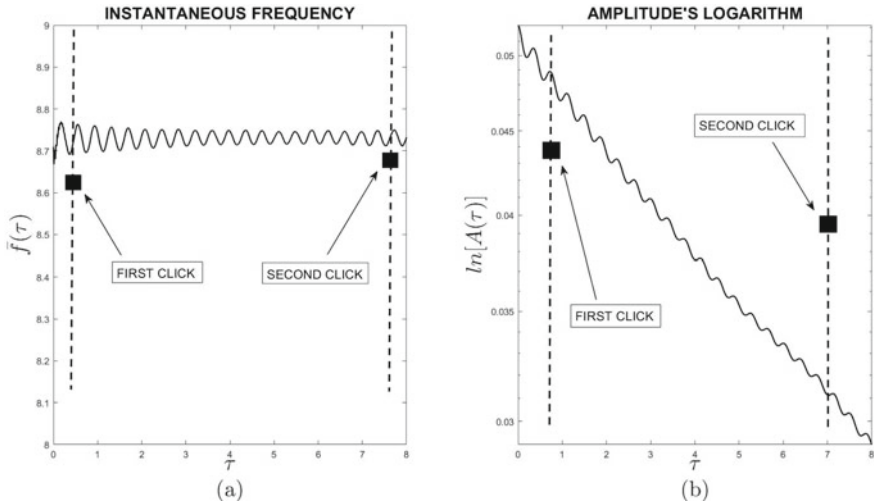 INSTANTANEOUS FREQUENCY
9
8.9
8.8
8.7
8.6
8.5
8.4
8.3
8.2
8.1
8
f̄(τ)
FIRST CLICK
SECOND CLICK
0 1 2 3 4 5 6 7 8
τ
(a)
AMPLITUDE'S LOGARITHM
0.05
0.045
0.04
0.035
0.03
ln[A(τ)]
SECOND CLICK
FIRST CLICK
0 1 2 3 4 5 6 7 8
τ
(b)